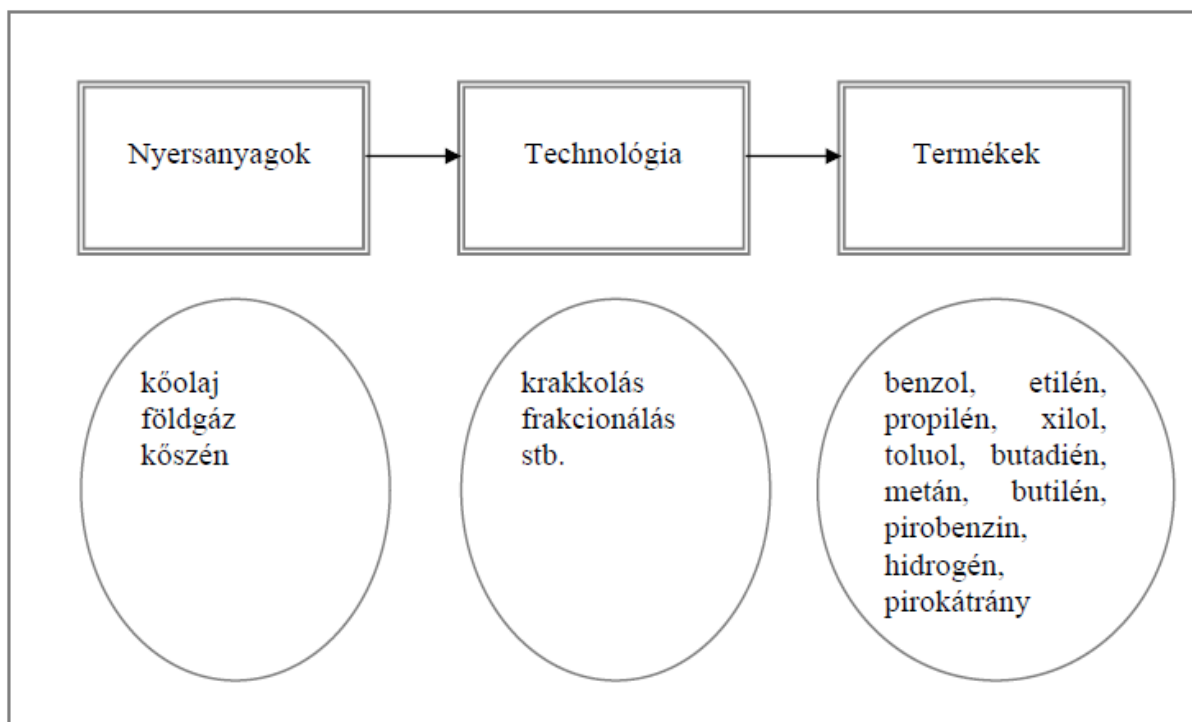 Nyersanyagok
Technológia
Termékek
kőolaj
földgáz
kőszén
krakkolás
frakcionálás
stb.
benzol, etilén,
propilén, xilol,
toluol, butadién,
metán, butilén,
pirobenzin,
hidrogén,
pirokátrány